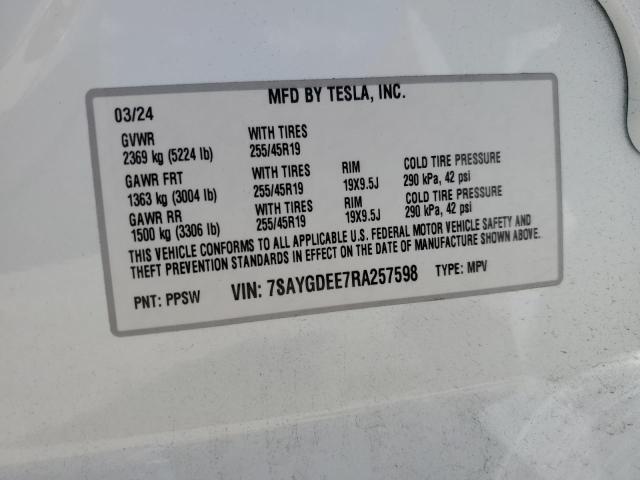 MFD BY TESLA, INC.
03/24
GVWR WITH TIRES
2369 kg (5224 lb) 255/45R19
GAWR FRT WITH TIRES RIM COLD TIRE PRESSURE
1363 kg (3004 lb) 255/45R19 19X9.5J 290 kPa, 42 psi
GAWR RR WITH TIRES RIM COLD TIRE PRESSURE
1500 kg (3306 lb) 255/45R19 19X9.5J 290 kPa, 42 psi
THIS VEHICLE CONFORMS TO ALL APPLICABLE U.S. FEDERAL MOTOR VEHICLE SAFETY AND
THEFT PREVENTION STANDARDS IN EFFECT ON THE DATE OF MANUFACTURE SHOWN ABOVE.
PNT: PPSW VIN: 7SAYGDEE7RA257598 TYPE: MPV